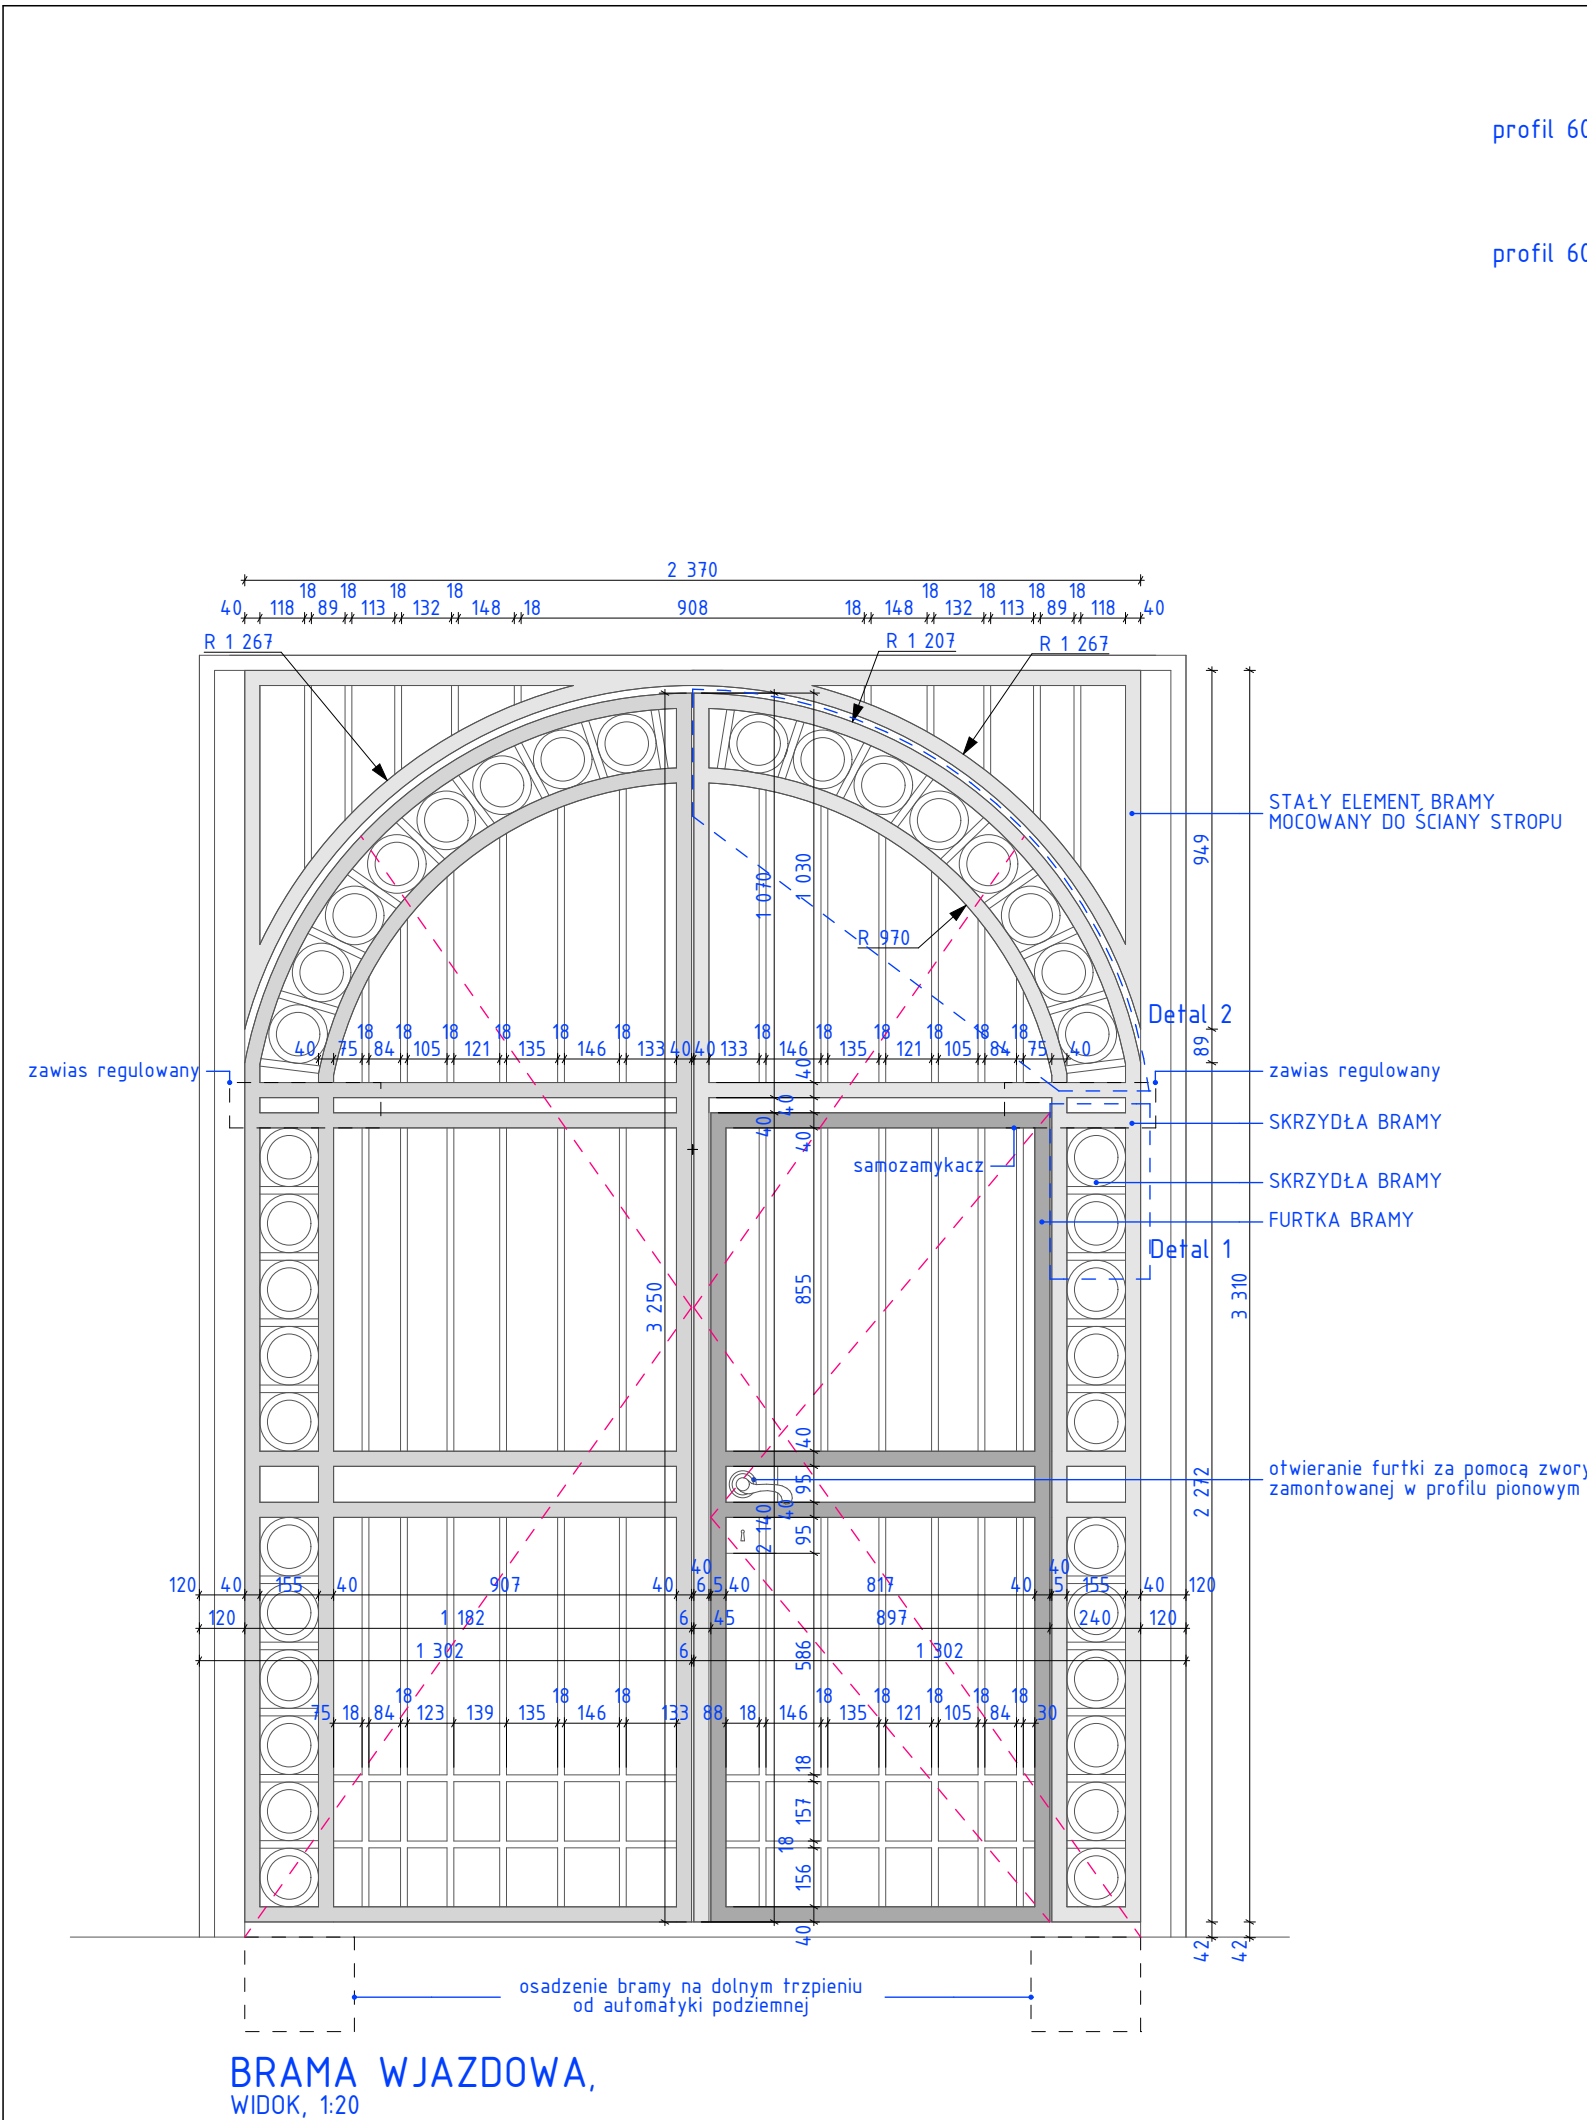 profil 60
profil 60
2 370
18 18 18 18 18 18 18 18
40 118 89 113 132 148 18 908 18 148 132 113 89 118 40
R 1 267
R 1 207
R 1 267
STAŁY ELEMENT BRAMY
MOCOWANY DO ŚCIANY STROPU
949
1 070
1 030
R 970
Detal 2
89
18 18 18 18 18 18 18 18 18 18 18 18
40 75 84 105 121 135 146 133 40 40 133 146 135 121 105 84 75 40
40
zawias regulowany
zawias regulowany
40
40
40
SKRZYDŁA BRAMY
samozamykacz
SKRZYDŁA BRAMY
FURTKA BRAMY
Detal 1
3 250
855
3 310
40
95
otwieranie furtki za pomocą zwory
zamontowanej w profilu pionowym
2 272
40
2 140
95
40 40
120 40 155 40 907 40 6 5 40 817 40 5 155 40 120
120 1 182 6 45 897 240 120
1 302 6 1 302
586
18 18 18 18 18 18 18 18
75 18 84 123 139 135 146 133 88 18 146 135 121 105 84 30
18
157
18
156
40
42
42
osadzenie bramy na dolnym trzpieniu
od automatyki podziemnej
BRAMA WJAZDOWA,
WIDOK, 1:20